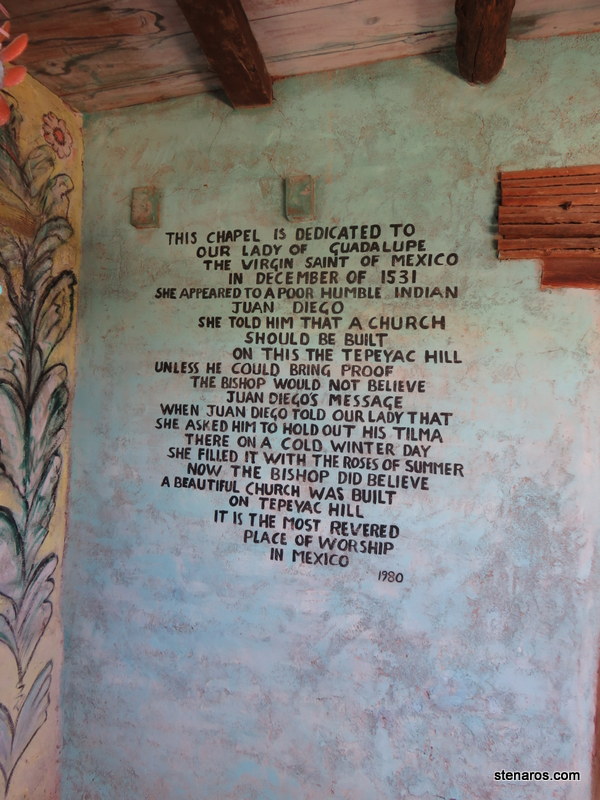 THIS CHAPEL IS DEDICATED TO
OUR LADY OF GUADALUPE
THE VIRGIN SAINT OF MEXICO
IN DECEMBER OF 1531
SHE APPEARED TO A POOR HUMBLE INDIAN
JUAN DIEGO
SHE TOLD HIM THAT A CHURCH
SHOULD BE BUILT
ON THIS THE TEPEYAC HILL
UNLESS HE COULD BRING PROOF
THE BISHOP WOULD NOT BELIEVE
JUAN DIEGO'S MESSAGE
WHEN JUAN DIEGO TOLD OUR LADY THAT
SHE ASKED HIM TO HOLD OUT HIS TILMA
THERE ON A COLD WINTER DAY
SHE FILLED IT WITH THE ROSES OF SUMMER
NOW THE BISHOP DID BELIEVE
A BEAUTIFUL CHURCH WAS BUILT
ON TEPEYAC HILL
IT IS THE MOST REVERED
PLACE OF WORSHIP
IN MEXICO
1980
stenaros.com